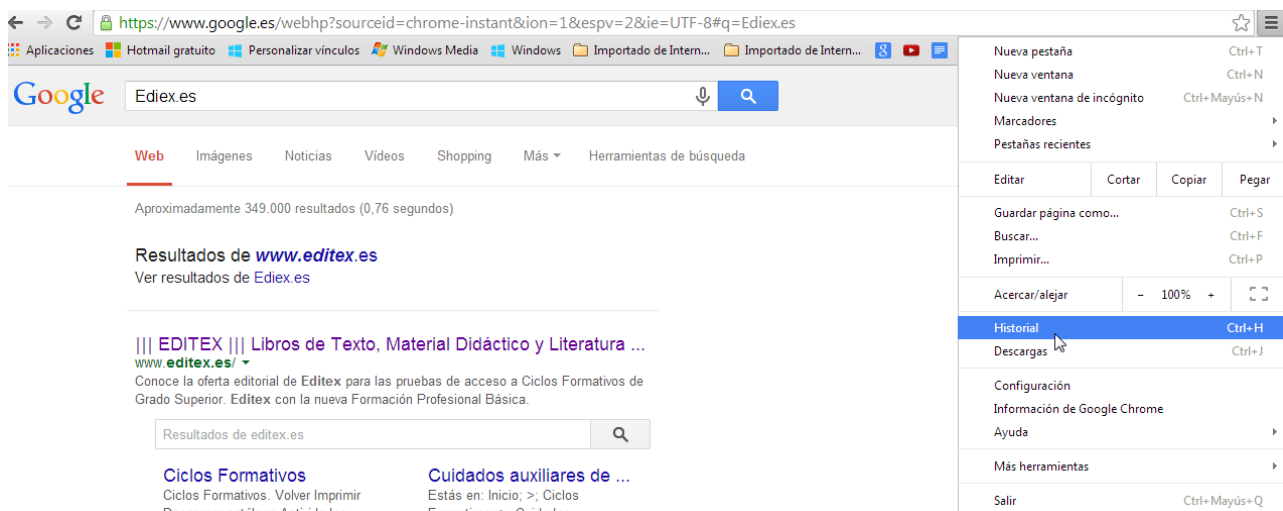 https://www.google.es/webhp?sourceid=chrome-instant&ion=1&espv=2&ie=UTF-8#q=Ediex.es
Aplicaciones Hotmail gratuito Personalizar vínculos Windows Media Windows Importado de Intern... Importado de Intern... 8
Google Ediex.es
Web Imágenes Noticias Vídeos Shopping Más Herramientas de búsqueda
Aproximadamente 349.000 resultados (0,76 segundos)
Resultados de www.editex.es
Ver resultados de Ediex.es
||| EDITEX ||| Libros de Texto, Material Didáctico y Literatura ...
www.editex.es/
Conoce la oferta editorial de Editex para las pruebas de acceso a Ciclos Formativos de
Grado Superior. Editex con la nueva Formación Profesional Básica.
Resultados de editex.es
Ciclos Formativos
Ciclos Formativos. Volver Imprimir
Cuidados auxiliares de ...
Estás en: Inicio; >; Ciclos
Nueva pestaña Ctrl+T
Nueva ventana Ctrl+N
Nueva ventana de incógnito Ctrl+Mayús+N
Marcadores
Pestañas recientes
Editar Cortar Copiar Pegar
Guardar página como... Ctrl+S
Buscar... Ctrl+F
Imprimir... Ctrl+P
Acercar/alejar - 100% +
Historial Ctrl+H
Descargas Ctrl+J
Configuración
Información de Google Chrome
Ayuda
Más herramientas
Salir Ctrl+Mayús+Q